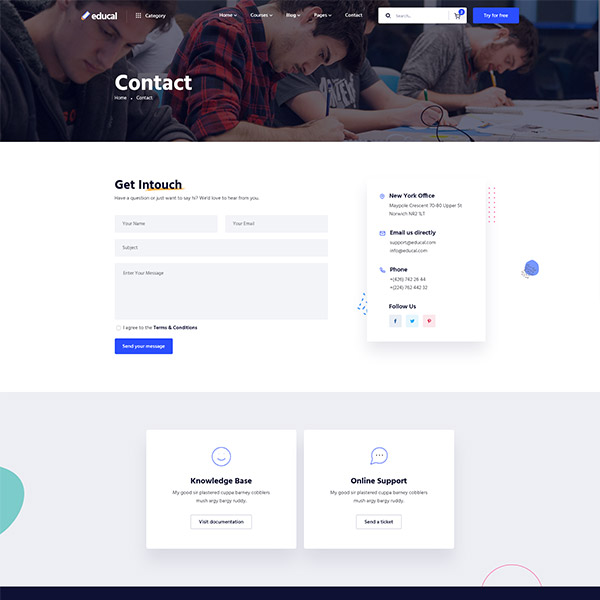 educal
Category
Home
Courses
Blog
Pages
Contact
Search...
Try for free
Contact
Home
Contact
Get Intouch
Have a question or just want to say hi? We'd love to hear from you.
Your Name
Your Email
Subject
Enter Your Message
I agree to the Terms & Conditions
Send your message
New York Office
Maypole Crescent 70-80 Upper St
Norwich NR2 1LT
Email us directly
support@educal.com
info@educal.com
Phone
+(426) 742 26 44
+(224) 762 442 32
Follow Us
Knowledge Base
My good sir plastered cuppa barney cobblers
mush argy bargy ruddy.
Visit documentation
Online Support
My good sir plastered cuppa barney cobblers
mush argy bargy ruddy.
Send a ticket